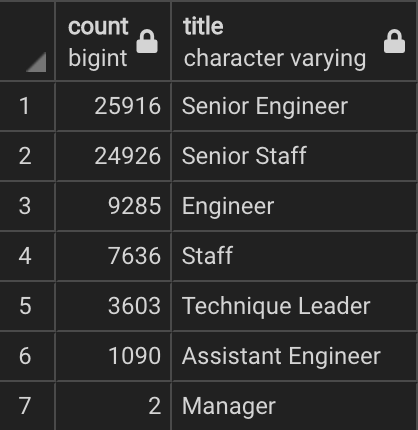 count title
bigint character varying
1 25916 Senior Engineer
2 24926 Senior Staff
3 9285 Engineer
4 7636 Staff
5 3603 Technique Leader
6 1090 Assistant Engineer
7 2 Manager